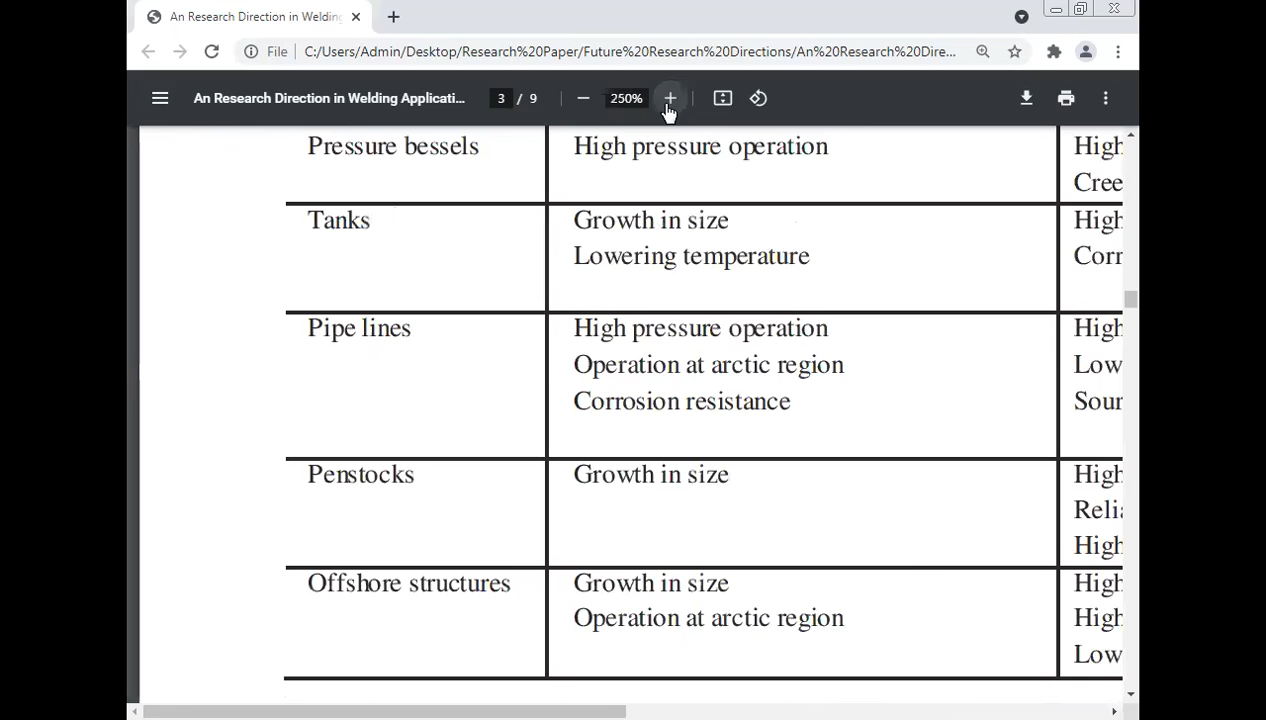 An Research Direction in Welding
File C:/Users/Admin/Desktop/Research%20Paper/Future%20Research%20Directions/An%20Research%20Dire...
An Research Direction in Welding Applicati... 3 / 9 250%
Pressure bessels High pressure operation High
Cree
Tanks Growth in size High
Lowering temperature Corr
Pipe lines High pressure operation High
Operation at arctic region Low
Corrosion resistance Sour
Penstocks Growth in size High
Relia
High
Offshore structures Growth in size High
Operation at arctic region High
Low